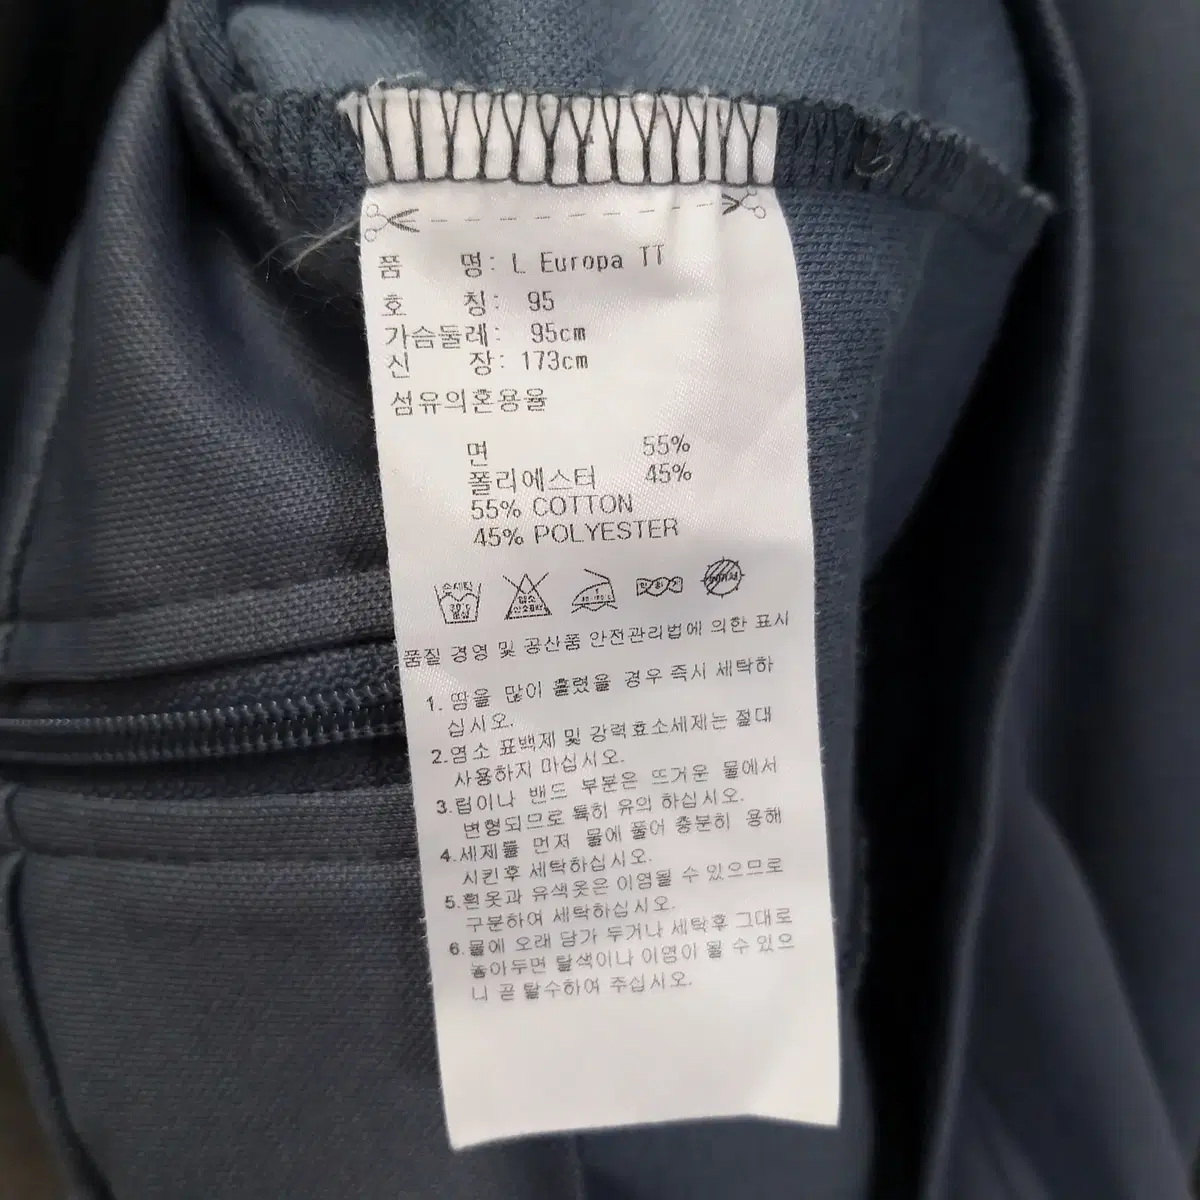 품 명: L Europa TT
호 칭: 95
가슴둘레: 95cm
신 장: 173cm
섬유의혼용율
면 55%
폴리에스터 45%
55% COTTON
45% POLYESTER
품질 경영 및 공산품 안전관리법에 의한 표시
1. 땀을 많이 흘렸을 경우 즉시 세탁하
십시오.
2.염소 표백제 및 강력효소세제는 절대
사용하지 마십시오.
3.럽이나 밴드 부분은 뜨거운 물에서
변형되므로 특히 유의 하십시오.
4.세제를 먼저 물에 풀어 충분히 용해
시킨후 세탁하십시오.
5.흰옷과 유색옷은 이염될 수 있으므로
구분하여 세탁하십시오.
6.물에 오래 담가 두거나 세탁후 그대로
놓아두면 탈색이나 이염이 될 수 있으
니 곧 탈수하여 주십시오.